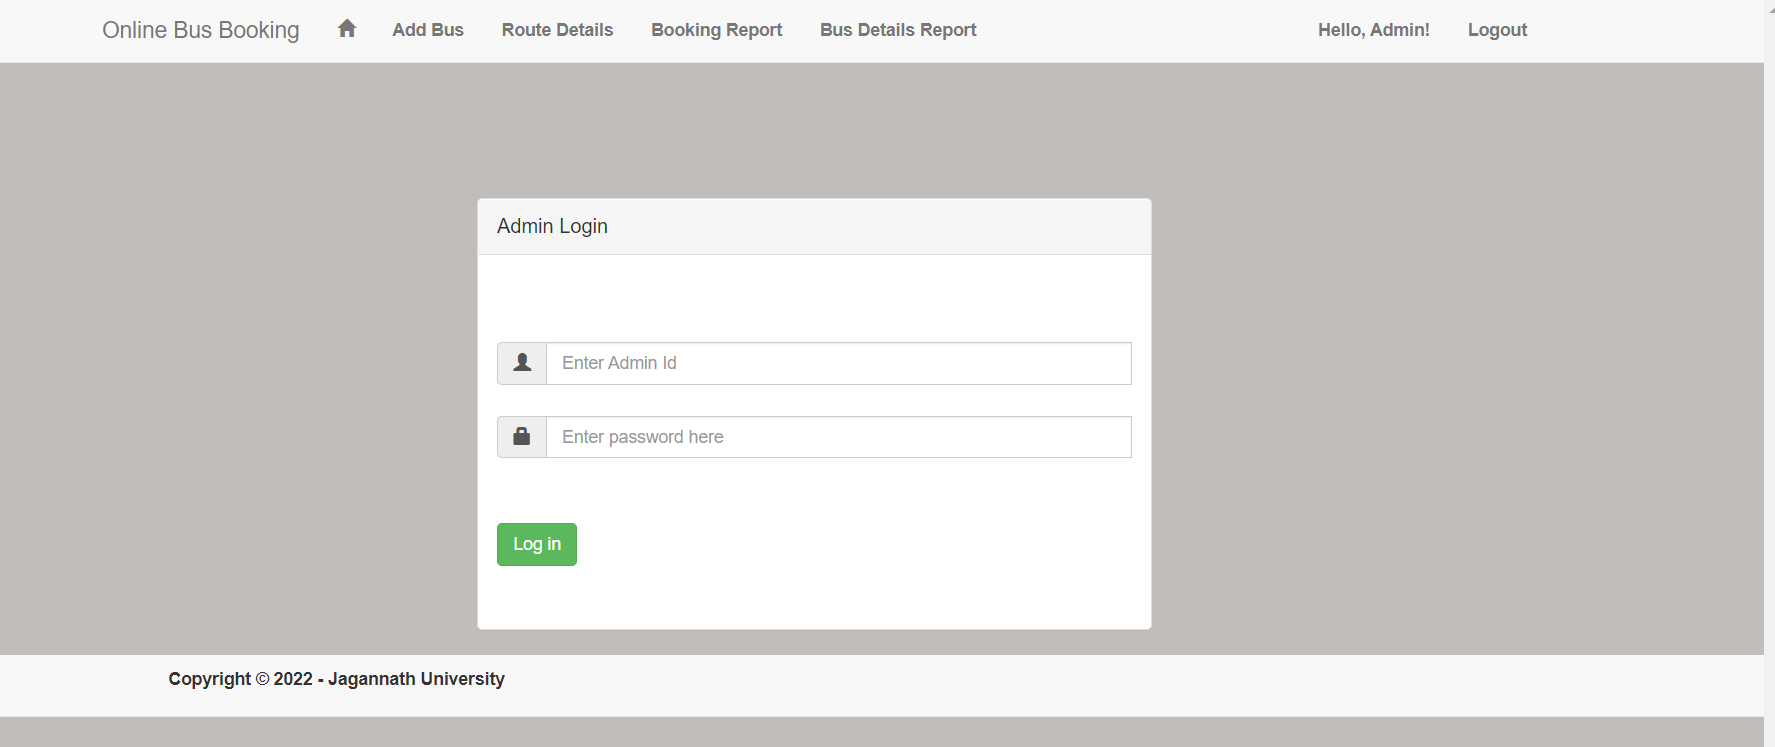 Online Bus Booking Add Bus Route Details Booking Report Bus Details Report Hello, Admin! Logout
Admin Login
Enter Admin Id
Enter password here
Log in
Copyright © 2022 - Jagannath University